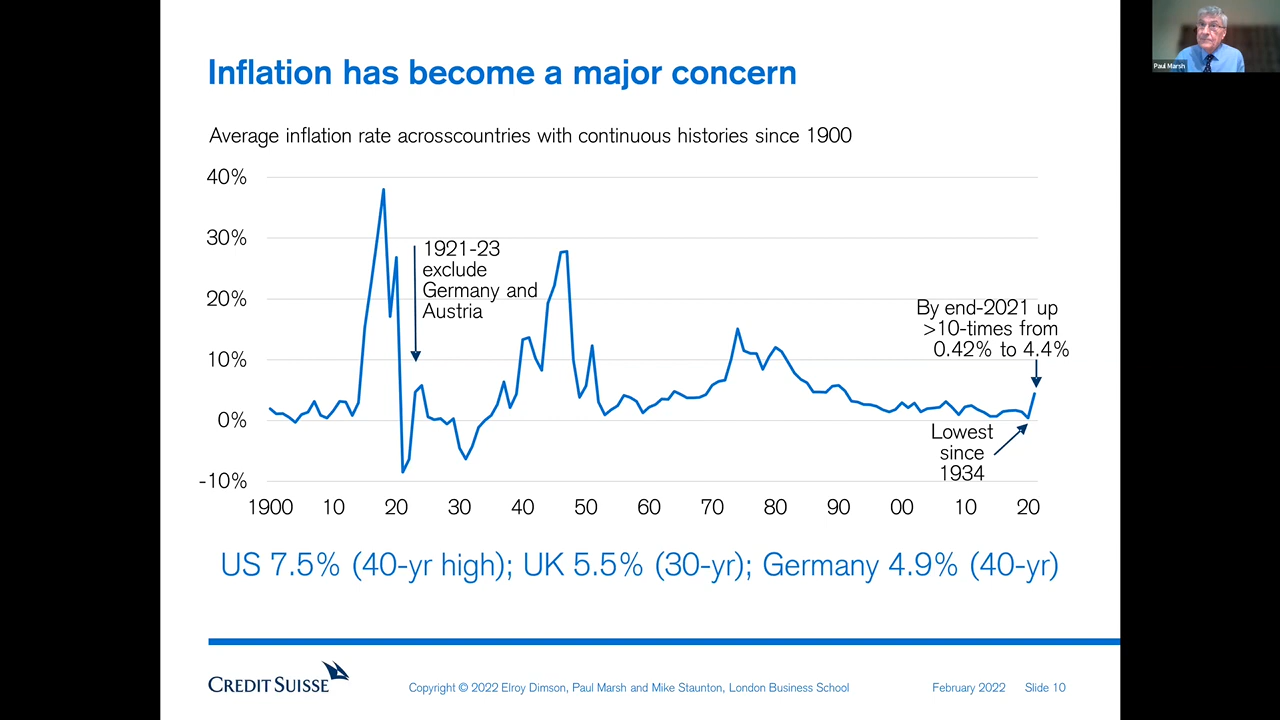 Inflation has become a major concern
Paul Marsh
Average inflation rate acrosscountries with continuous histories since 1900
40%
30%
20%
10%
0%
-10%
1921-23
exclude
Germany and
Austria
By end-2021 up
>10-times from
0.42% to 4.4%
Lowest
since
1934
1900 10 20 30 40 50 60 70 80 90 00 10 20
US 7.5% (40-yr high); UK 5.5% (30-yr); Germany 4.9% (40-yr)
CREDIT SUISSE
Copyright © 2022 Elroy Dimson, Paul Marsh and Mike Staunton, London Business School
February 2022 Slide 10